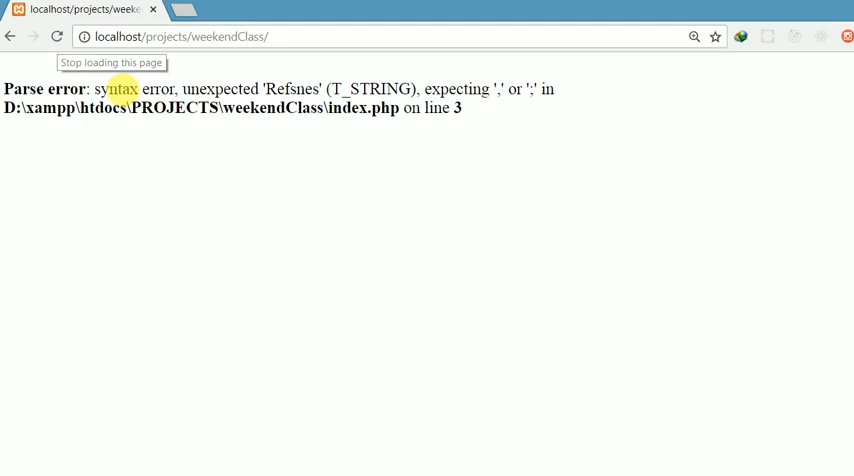 localhost/projects/weeke
localhost/projects/weekendClass/
Stop loading this page
Parse error: syntax error, unexpected 'Refsnes' (T_STRING), expecting ',' or ';' in
D:\xampp\htdocs\PROJECTS\weekendClass\index.php on line 3